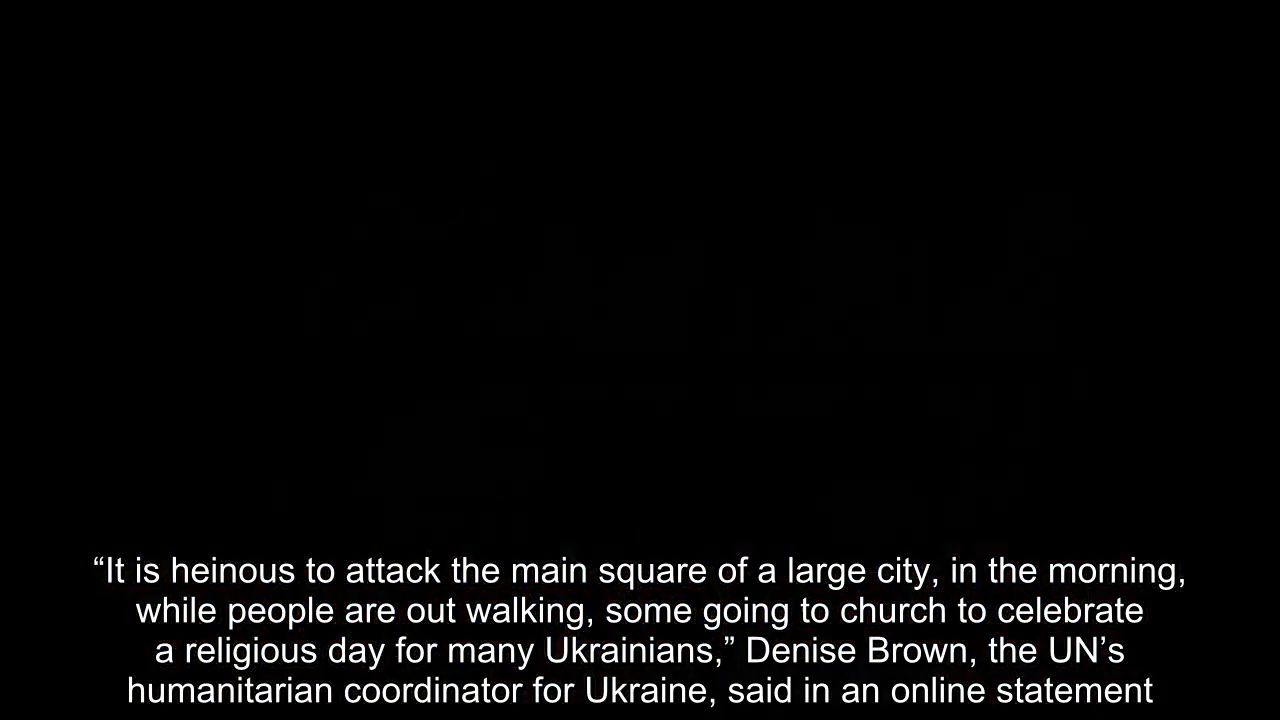 “It is heinous to attack the main square of a large city, in the morning,
while people are out walking, some going to church to celebrate
a religious day for many Ukrainians,” Denise Brown, the UN’s
humanitarian coordinator for Ukraine, said in an online statement